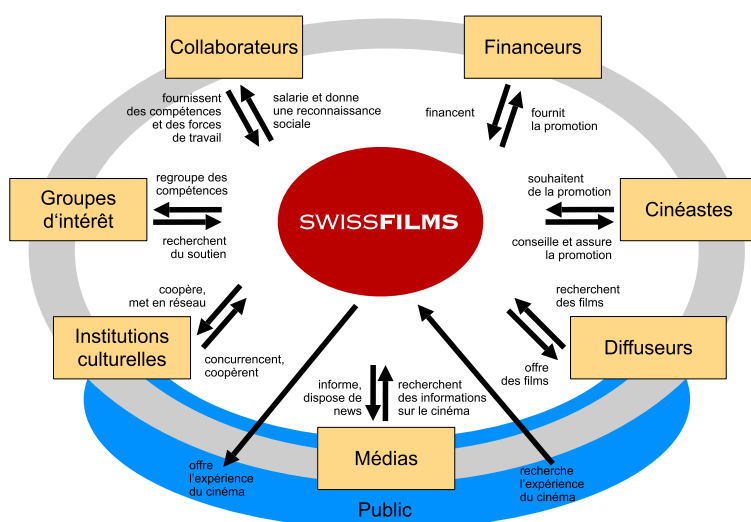 Collaborateurs
Financeurs
fournissent
des compétences
et des forces
de travail
salarie et donne
une reconnaissance
sociale
financent
fournit
la promotion
regroupe des
compétences
souhaitent
de la promotion
Groupes
d‘intérêt
SWISSFILMS
Cinéastes
recherchent
du soutien
conseille et assure
la promotion
coopère,
met en réseau
recherchent
des films
Institutions
culturelles
Diffuseurs
concurrencent,
coopèrent
offre
des films
informe,
dispose de
news
recherchent
des informations
sur le cinéma
offre
l’expérience
du cinéma
Médias
recherche
l’expérience
du cinéma
Public